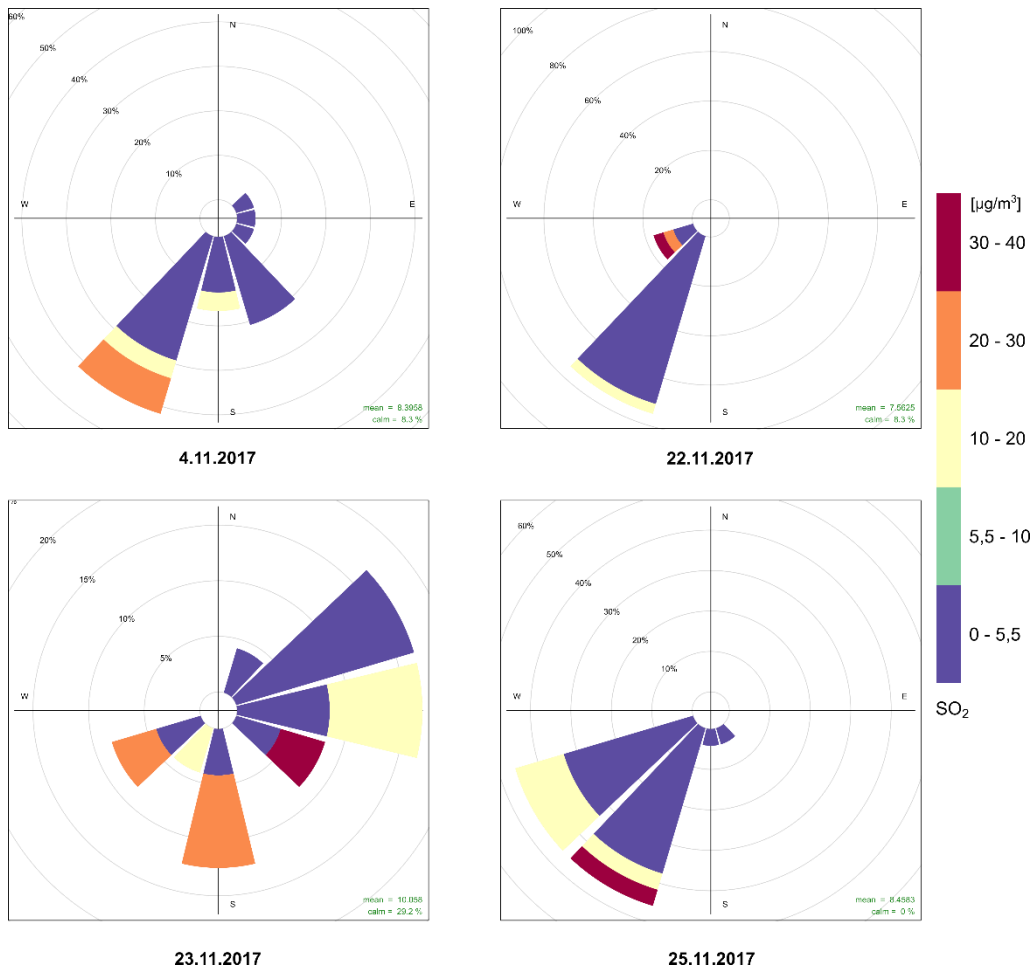 60%
50%
40%
30%
20%
10%
N
W
E
S
mean = 8.3958
calm = 8.3 %
4.11.2017
100%
80%
60%
40%
20%
N
W
E
S
mean = 7.5625
calm = 8.3 %
22.11.2017
20%
15%
10%
5%
N
W
E
S
mean = 10.058
calm = 29.2 %
23.11.2017
60%
50%
40%
30%
20%
10%
N
W
E
S
mean = 8.4583
calm = 0 %
25.11.2017
[µg/m³]
30 - 40
20 - 30
10 - 20
5,5 - 10
0 - 5,5
SO₂